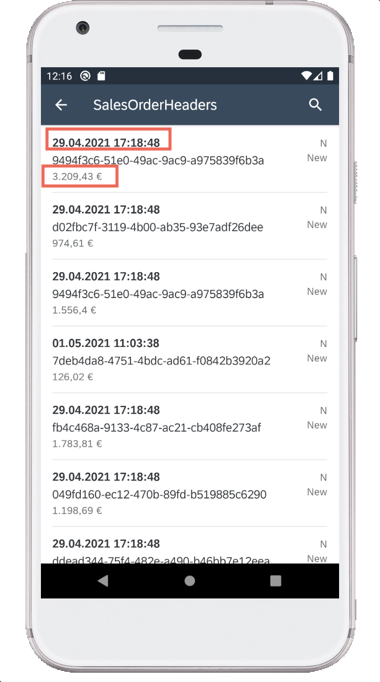 12:16
SalesOrderHeaders
29.04.2021 17:18:48 N
9494f3c6-51e0-49ac-9ac9-a975839f6b3a New
3.209,43 €
29.04.2021 17:18:48 N
d02fbc7f-3119-4b00-ab35-93e7adf26dee New
974,61 €
29.04.2021 17:18:48 N
9494f3c6-51e0-49ac-9ac9-a975839f6b3a New
1.556,4 €
01.05.2021 11:03:38 N
7deb4da8-4751-4bdc-ad61-f0842b3920a2 New
126,02 €
29.04.2021 17:18:48 N
fb4c468a-9133-4c87-ac21-cb408fe273af New
1.783,81 €
29.04.2021 17:18:48 N
049fd160-ec12-470b-89fd-b519885c6290 New
1.198,69 €
29.04.2021 17:18:48 N
ddead344-75f4-482e-a490-b46bb7e12eea New